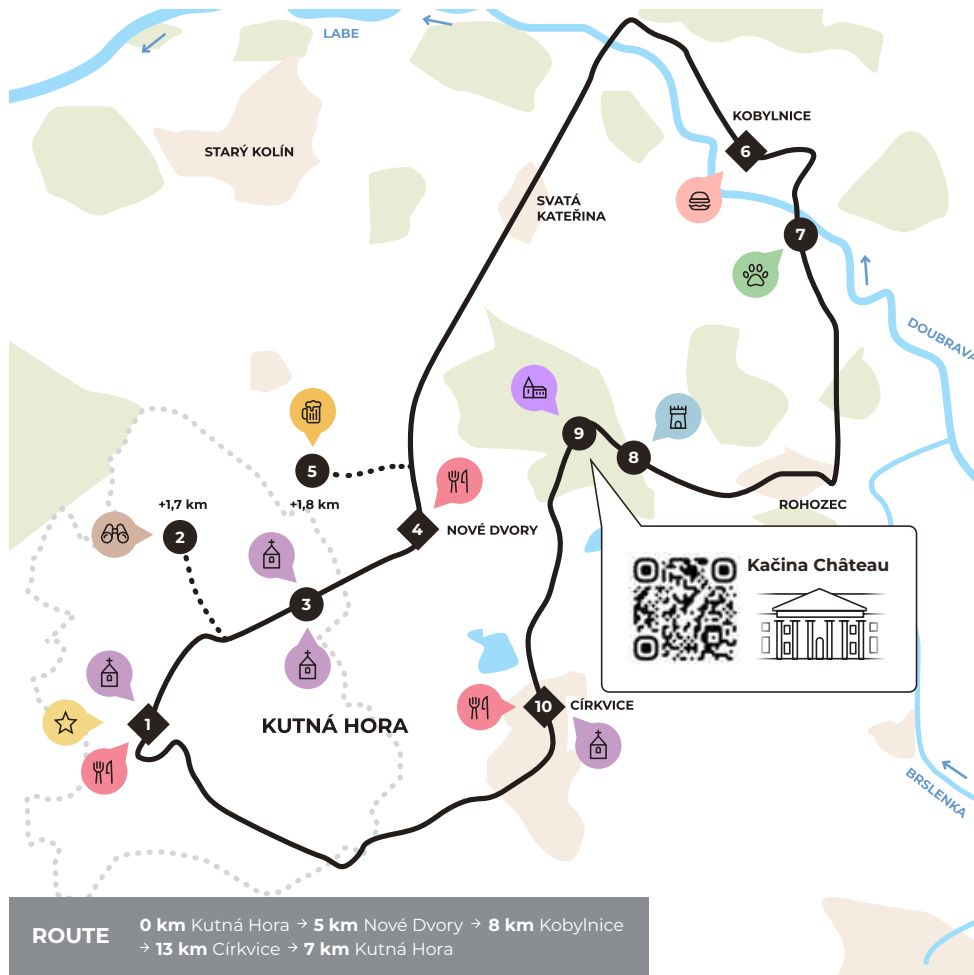 LABE
KOBYLNICE
6
STARÝ KOLÍN
SVATÁ
KATEŘINA
7
DOUBRAVA
9
8
5
+1,7 km
+1,8 km
ROHOZEC
2
4
NOVÉ DVORY
Kačina Château
3
10
CÍRKVICE
1
KUTNÁ HORA
BRSLENKA
ROUTE
0 km Kutná Hora → 5 km Nové Dvory → 8 km Kobylnice
→ 13 km Církvice → 7 km Kutná Hora